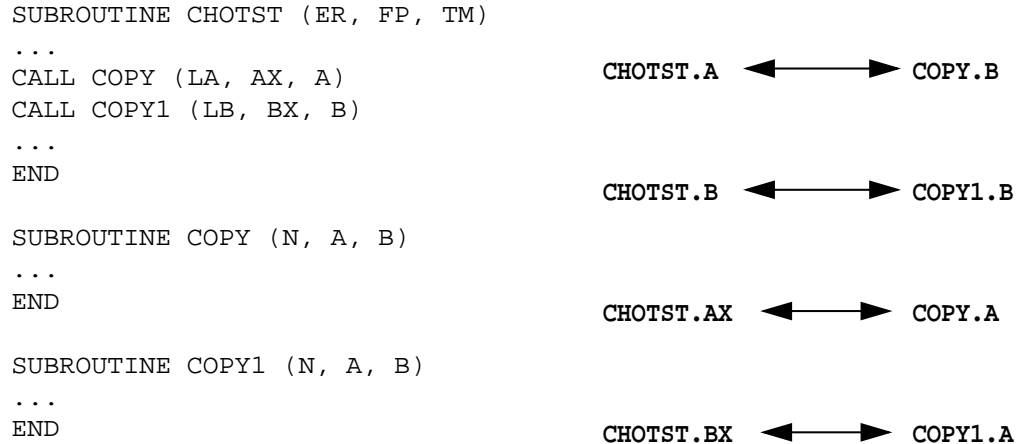 SUBROUTINE CHOTST (ER, FP, TM)
...
CALL COPY (LA, AX, A)
CALL COPY1 (LB, BX, B)
...
END
SUBROUTINE COPY (N, A, B)
...
END
SUBROUTINE COPY1 (N, A, B)
...
END
CHOTST.A COPY.B
CHOTST.B COPY1.B
CHOTST.AX COPY.A
CHOTST.BX COPY1.A